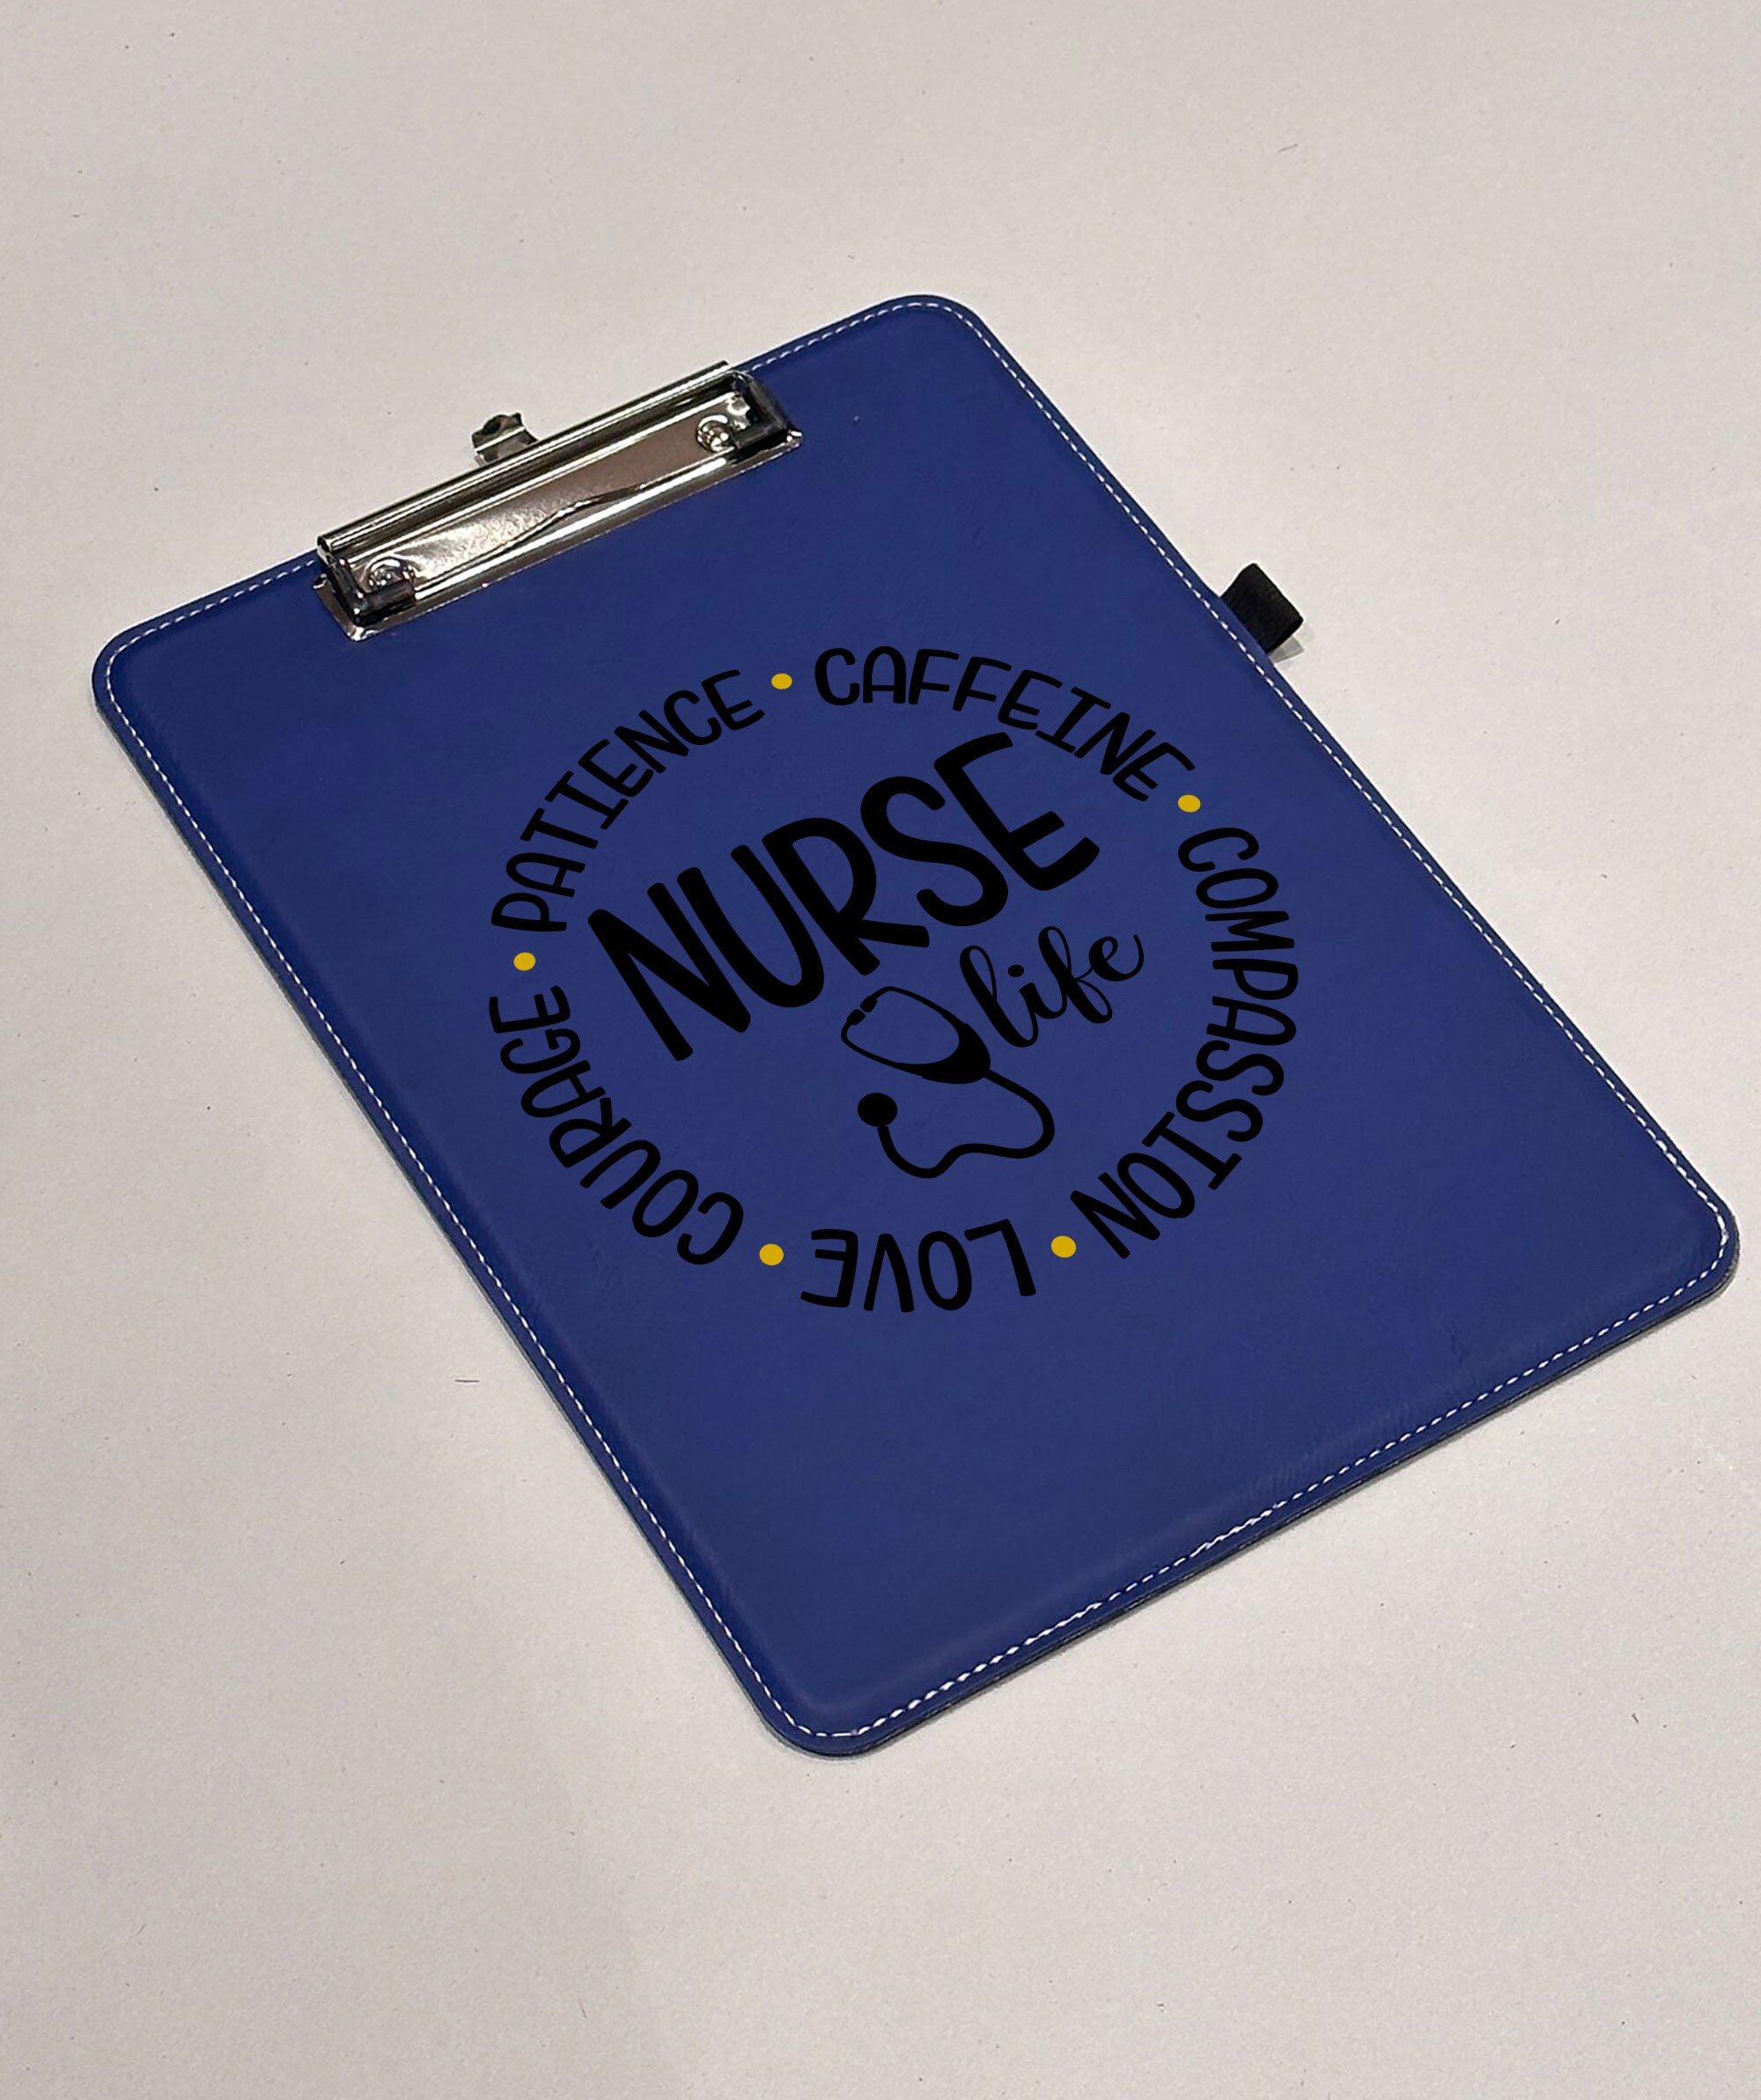 PATIENCE • CAFFEINE • COMPASSION • LOVE • COURAGE •
NURSE
life